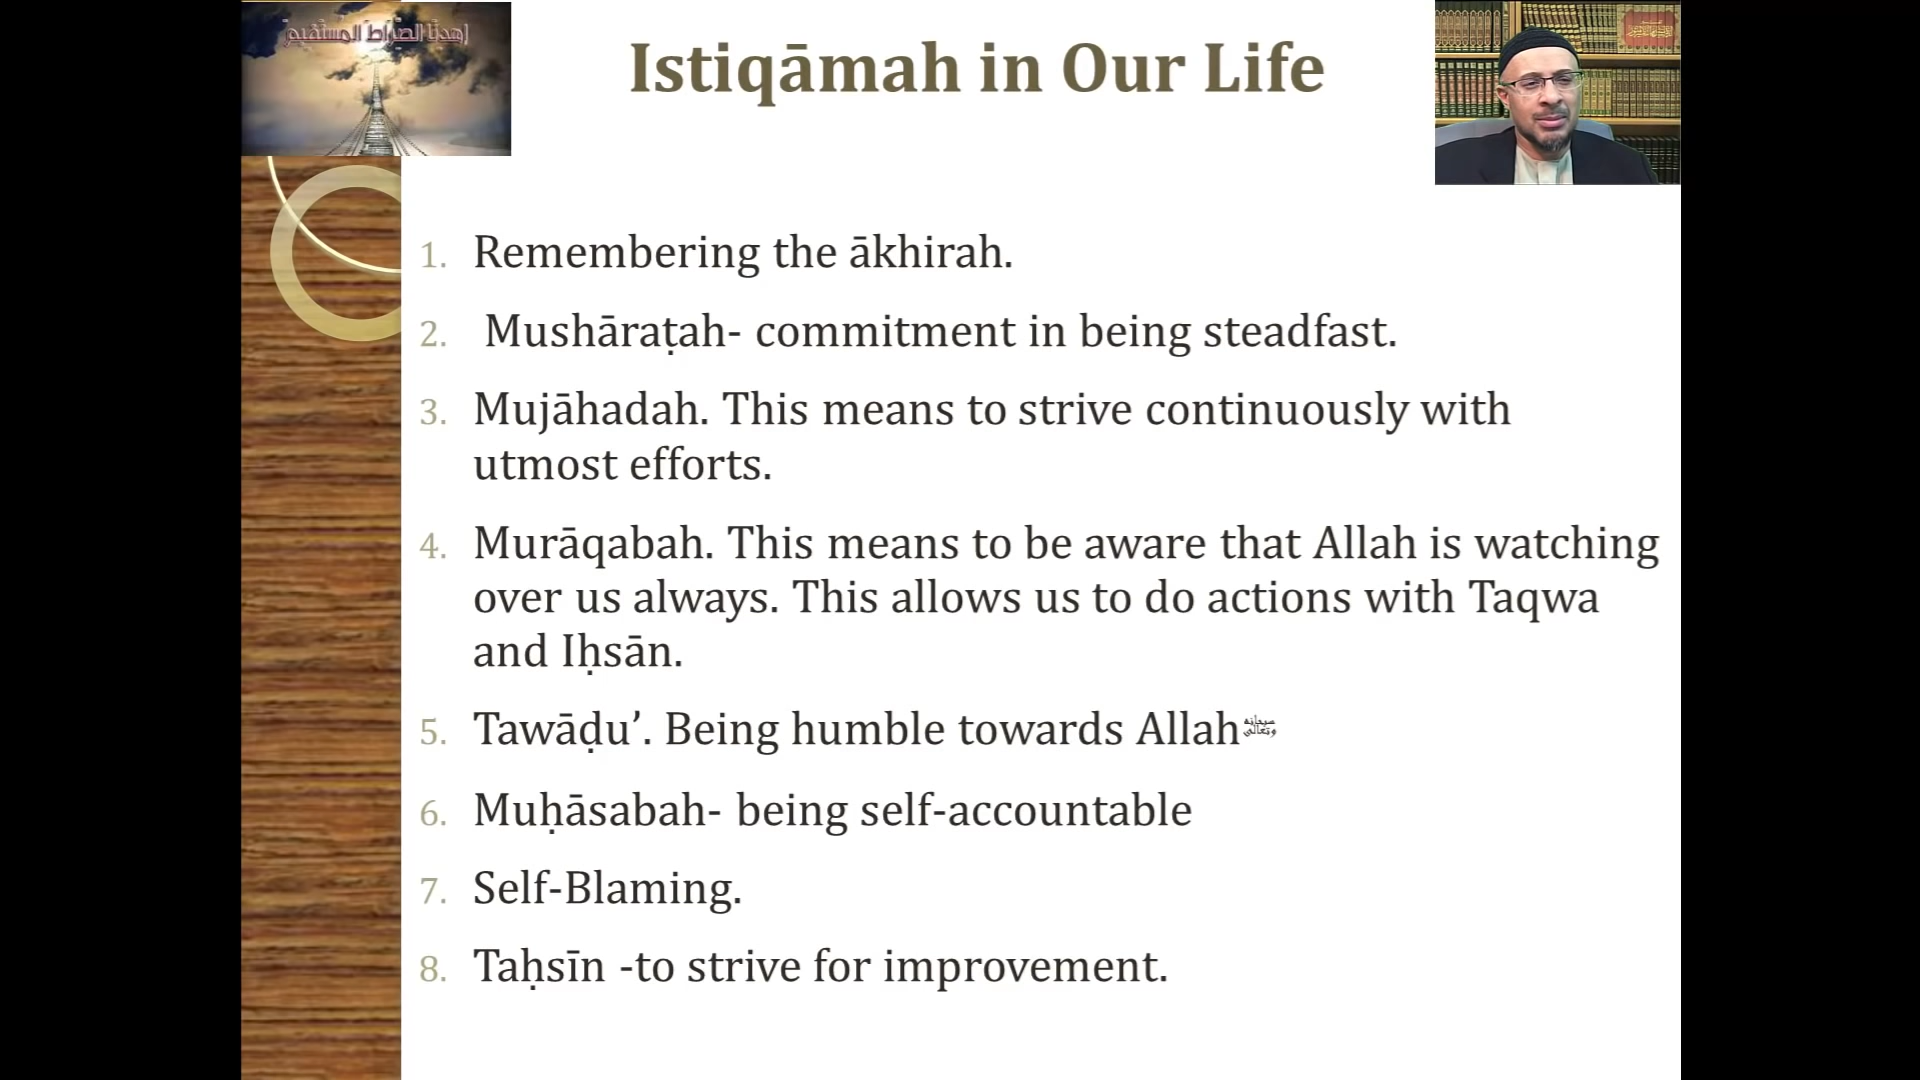 اهدنا الصراط المستقيم
Istiqāmah in Our Life
1. Remembering the ākhirah.
2. Mushāraṭah- commitment in being steadfast.
3. Mujāhadah. This means to strive continuously with
utmost efforts.
4. Murāqabah. This means to be aware that Allah is watching
over us always. This allows us to do actions with Taqwa
and Iḥsān.
5. Tawāḍu’. Being humble towards Allah سبحانه وتعالى
6. Muḥāsabah- being self-accountable
7. Self-Blaming.
8. Taḥsīn -to strive for improvement.